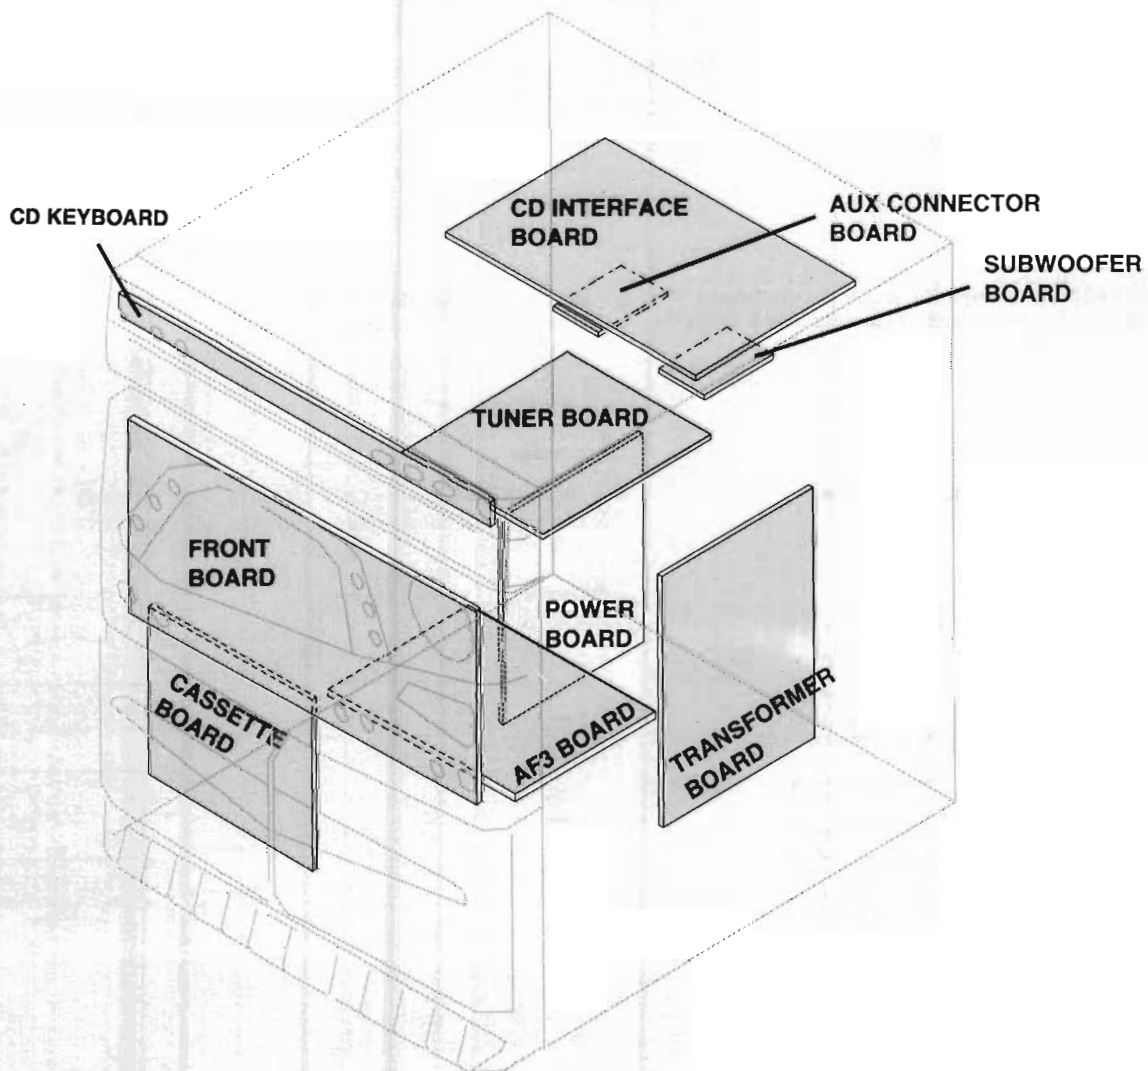 CD KEYBOARD
CD INTERFACE
BOARD
AUX CONNECTOR
BOARD
SUBWOOFER
BOARD
TUNER BOARD
FRONT
BOARD
POWER
BOARD
CASSETTE
BOARD
AF3 BOARD
TRANSFORMER
BOARD